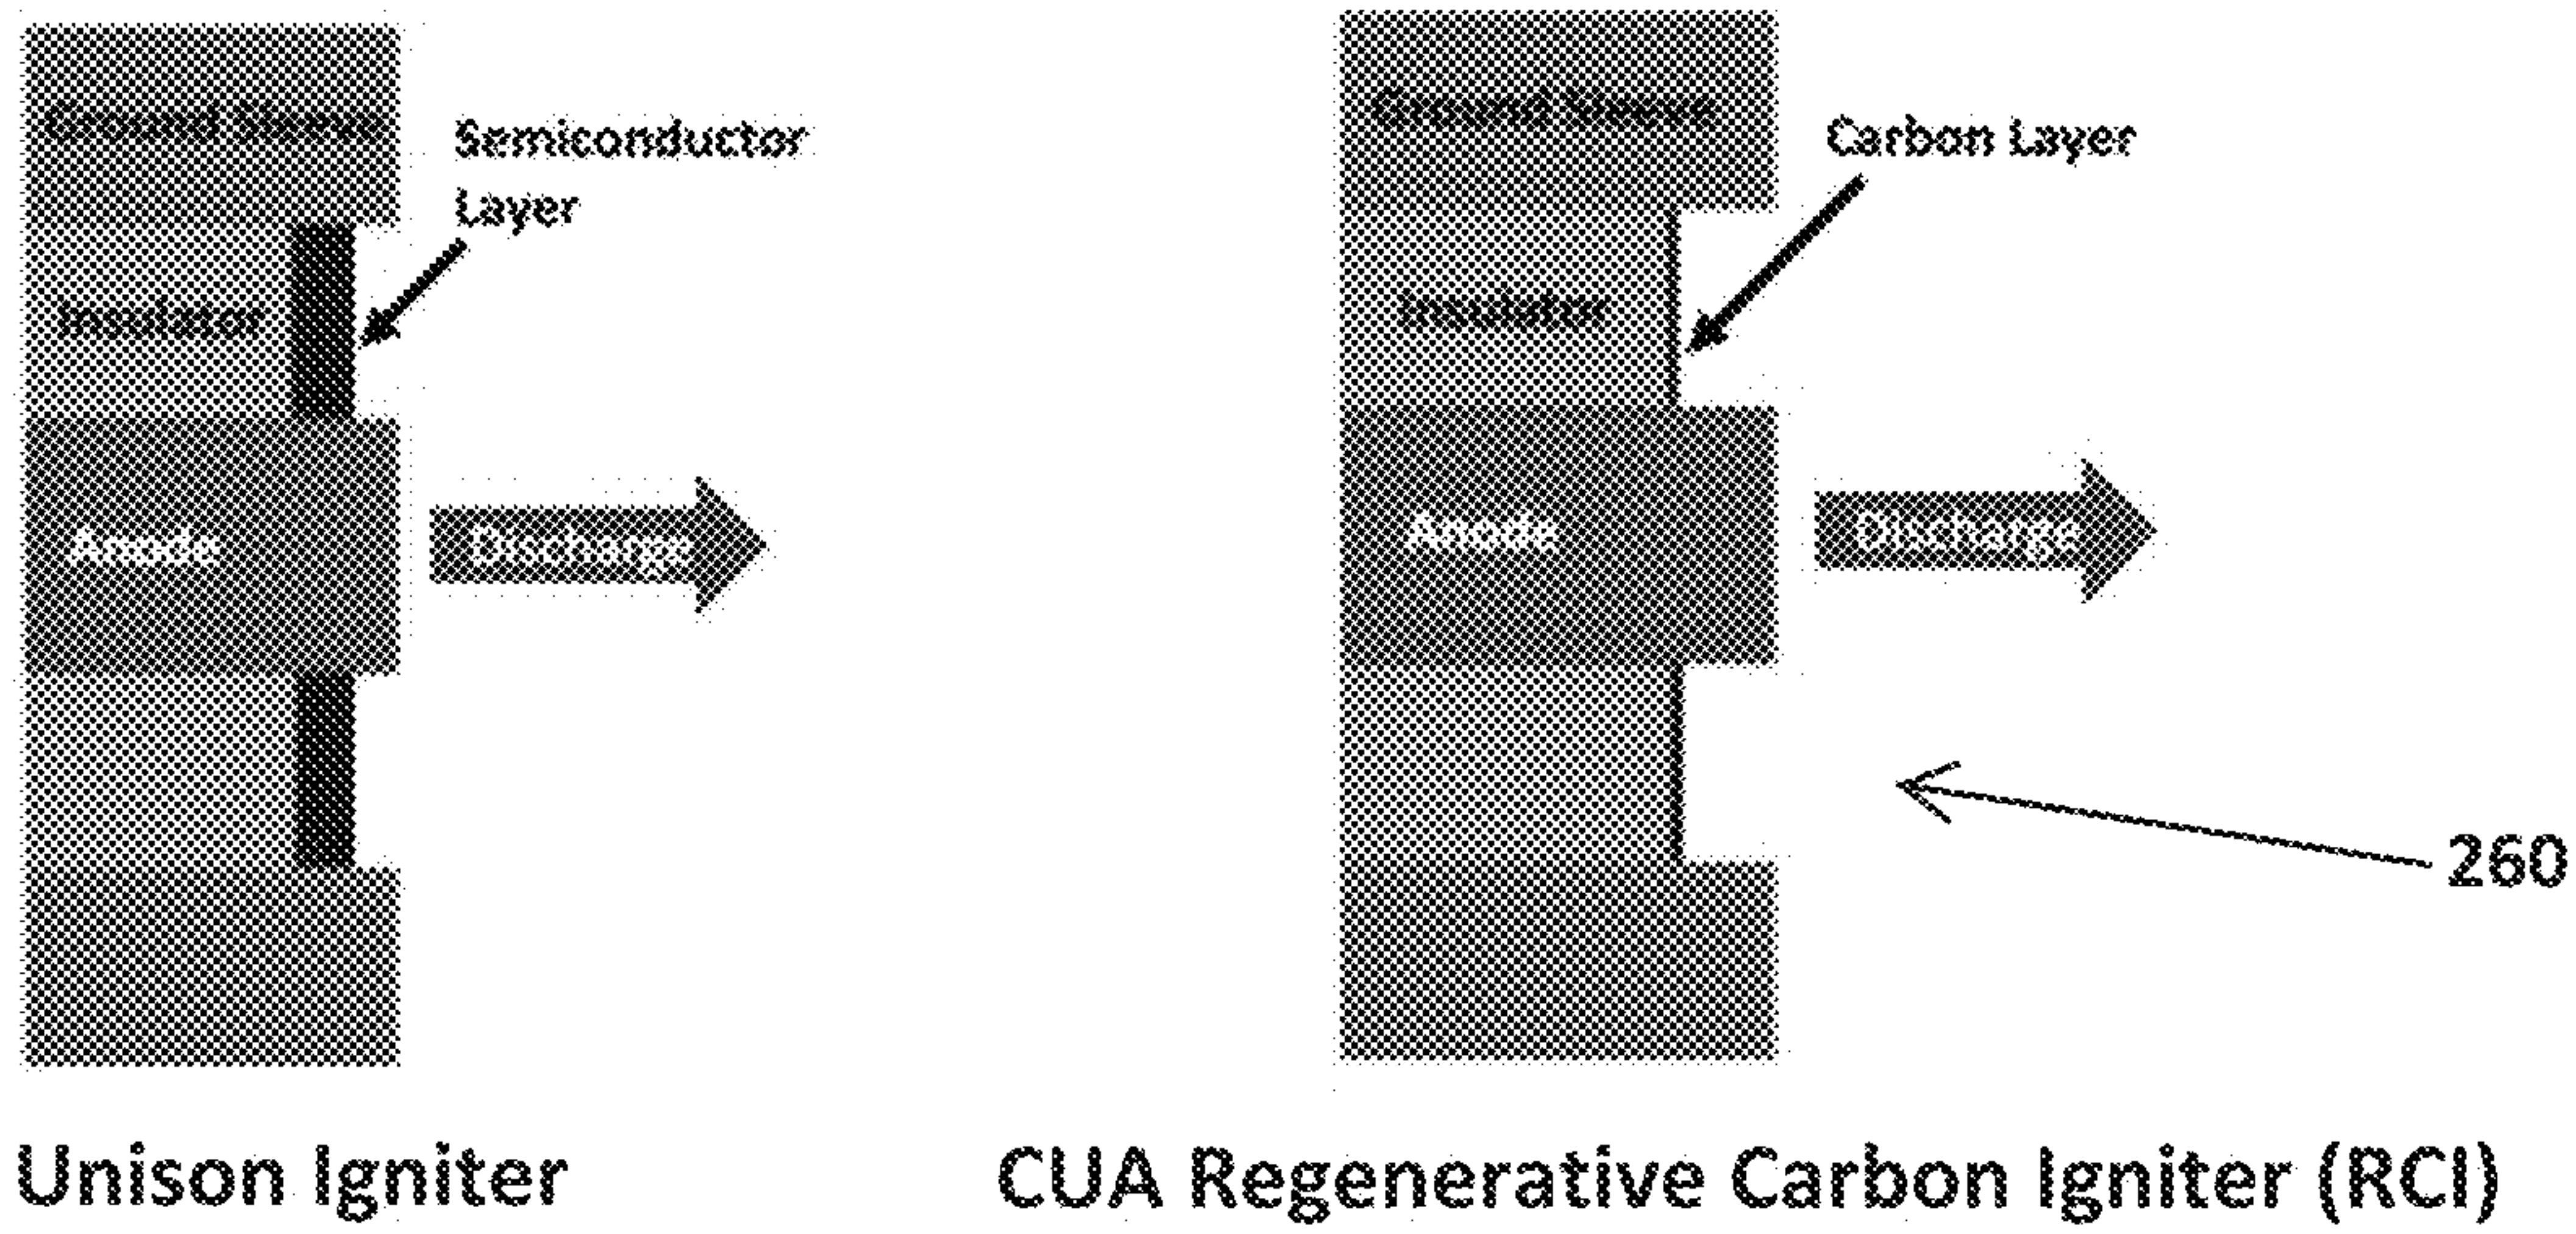 Ground Sleeve
Semiconductor
Layer
Insulator
Anode
Discharge
Unison Igniter
Ground Sleeve
Carbon Layer
Insulator
Anode
Discharge
260
CUA Regenerative Carbon Igniter (RCI)